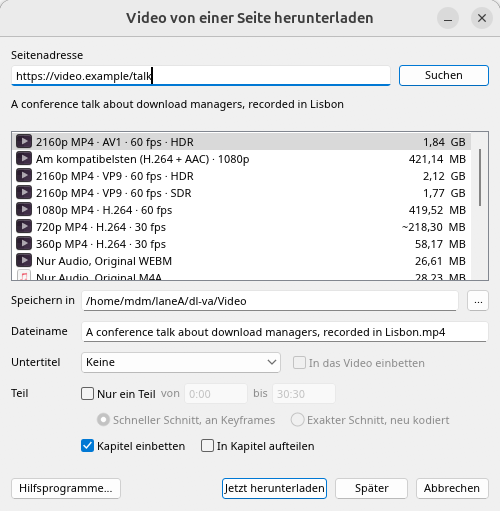 Video von einer Seite herunterladen
Seitenadresse
https://video.example/talk
Suchen
A conference talk about download managers, recorded in Lisbon
2160p MP4 · AV1 · 60 fps · HDR 1,84 GB
Am kompatibelsten (H.264 + AAC) · 1080p 421,14 MB
2160p MP4 · VP9 · 60 fps · HDR 2,12 GB
2160p MP4 · VP9 · 60 fps · SDR 1,77 GB
1080p MP4 · H.264 · 60 fps 419,52 MB
720p MP4 · H.264 · 30 fps ~218,30 MB
360p MP4 · H.264 · 30 fps 58,17 MB
Nur Audio, Original WEBM 26,61 MB
Nur Audio, Original M4A 28,23 MB
Speichern in /home/mdm/laneA/dl-va/Video ...
Dateiname A conference talk about download managers, recorded in Lisbon.mp4
Untertitel Keine In das Video einbetten
Teil Nur ein Teil von 0:00 bis 30:30
Schneller Schnitt, an Keyframes Exakter Schnitt, neu kodiert
Kapitel einbetten In Kapitel aufteilen
Hilfsprogramme... Jetzt herunterladen Später Abbrechen